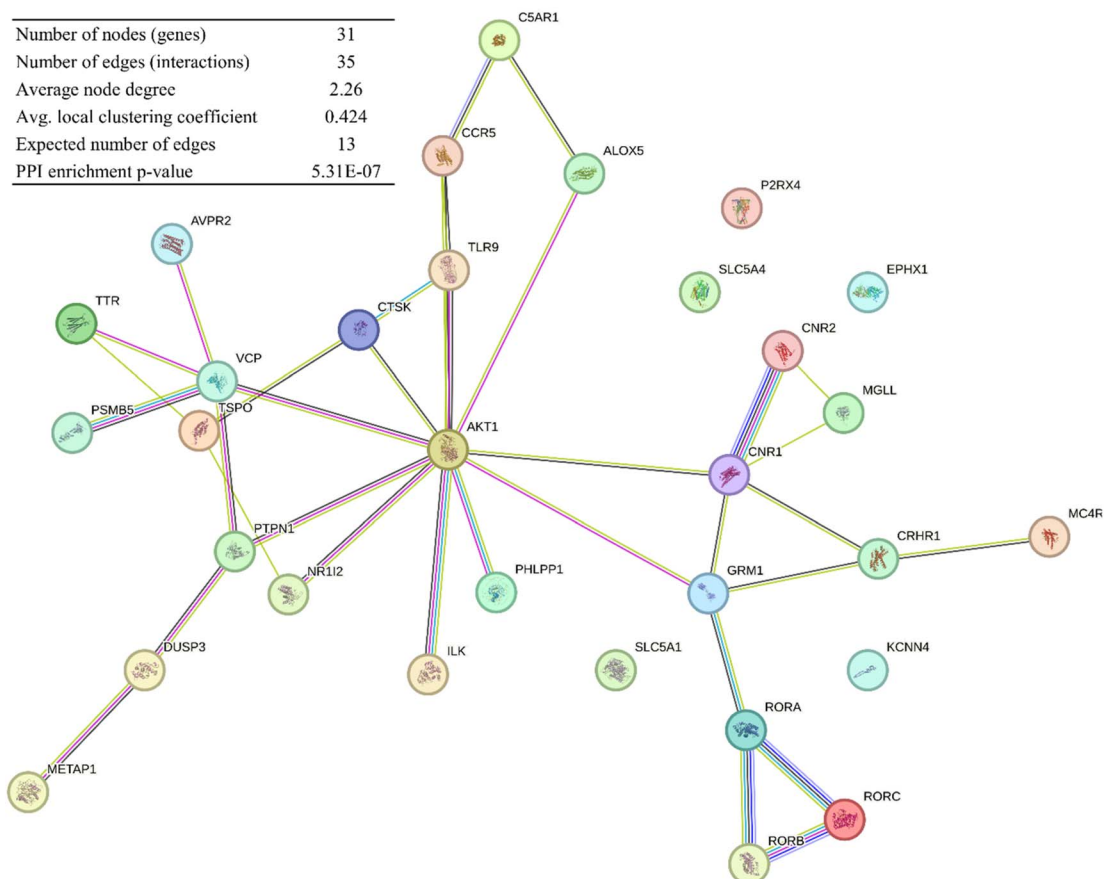 Number of nodes (genes) 31
Number of edges (interactions) 35
Average node degree 2.26
Avg. local clustering coefficient 0.424
Expected number of edges 13
PPI enrichment p-value 5.31E-07
C5AR1
CCR5
ALOX5
P2RX4
AVPR2
TLR9
SLC5A4
EPHX1
TTR
CTSK
CNR2
VCP
MGLL
PSMB5
TSPO
AKT1
CNR1
MC4R
PTPN1
CRHR1
NR1I2
PHLPP1
GRM1
DUSP3
ILK
SLC5A1
KCNN4
RORA
METAP1
RORC
RORB